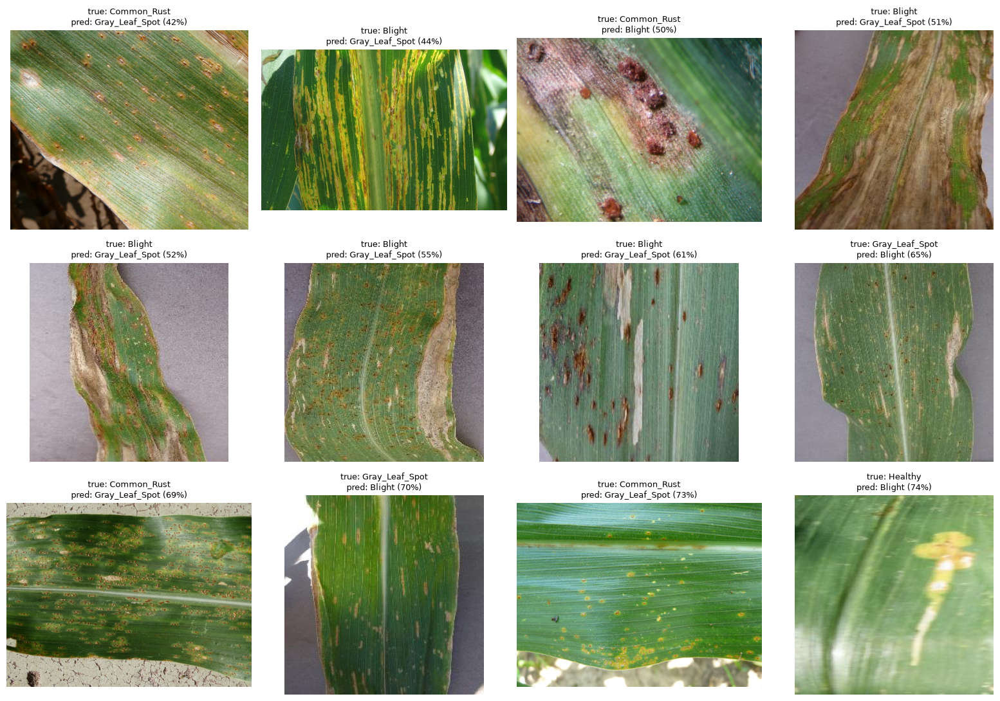 true: Common_Rust
pred: Gray_Leaf_Spot (42%)
true: Blight
pred: Gray_Leaf_Spot (44%)
true: Common_Rust
pred: Blight (50%)
true: Blight
pred: Gray_Leaf_Spot (51%)
true: Blight
pred: Gray_Leaf_Spot (52%)
true: Blight
pred: Gray_Leaf_Spot (55%)
true: Blight
pred: Gray_Leaf_Spot (61%)
true: Gray_Leaf_Spot
pred: Blight (65%)
true: Common_Rust
pred: Gray_Leaf_Spot (69%)
true: Gray_Leaf_Spot
pred: Blight (70%)
true: Common_Rust
pred: Gray_Leaf_Spot (73%)
true: Healthy
pred: Blight (74%)